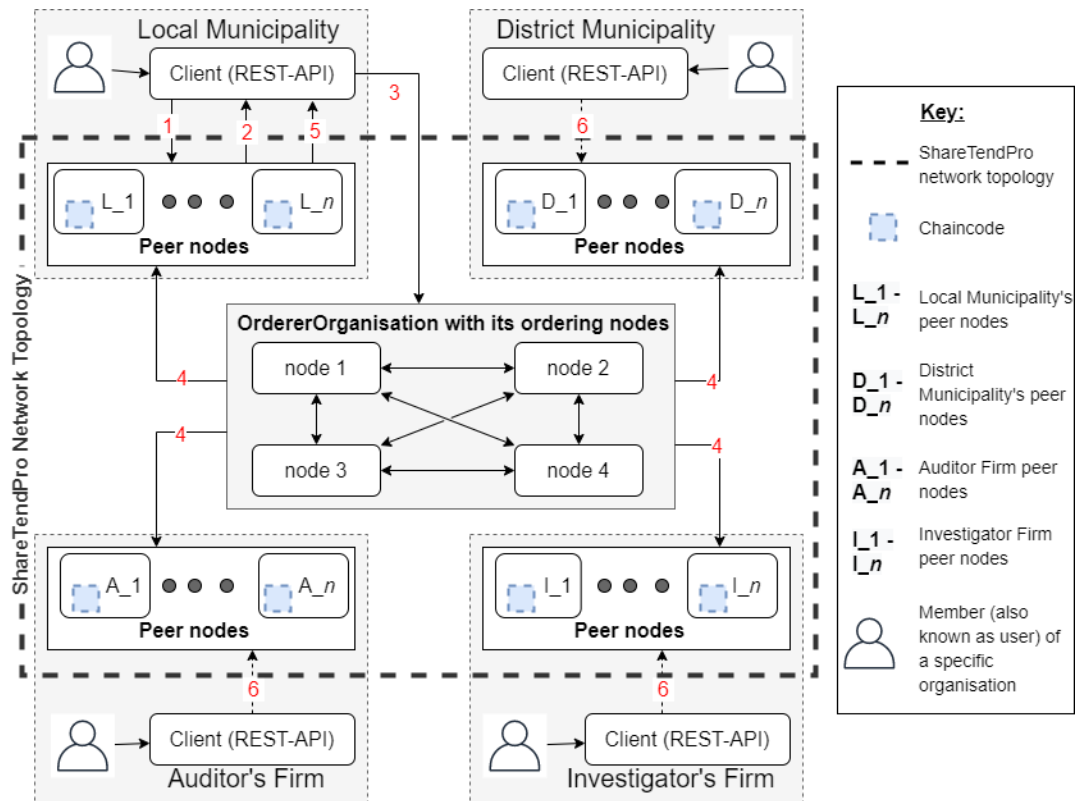 Local Municipality
Client (REST-API)
1
2
5
3
L_1
L_n
Peer nodes
District Municipality
Client (REST-API)
6
D_1
D_n
Peer nodes
ShareTendPro Network Topology
OrdererOrganisation with its ordering nodes
node 1
node 2
node 3
node 4
4
4
4
4
A_1
A_n
Peer nodes
6
Client (REST-API)
Auditor's Firm
I_1
I_n
Peer nodes
6
Client (REST-API)
Investigator's Firm
Key:
ShareTendPro
network topology
Chaincode
L_1 -
L_n
Local Municipality's
peer nodes
D_1 -
D_n
District
Municipality's peer
nodes
A_1 -
A_n
Auditor Firm peer
nodes
I_1 -
I_n
Investigator Firm
peer nodes
Member (also
known as user) of
a specific
organisation